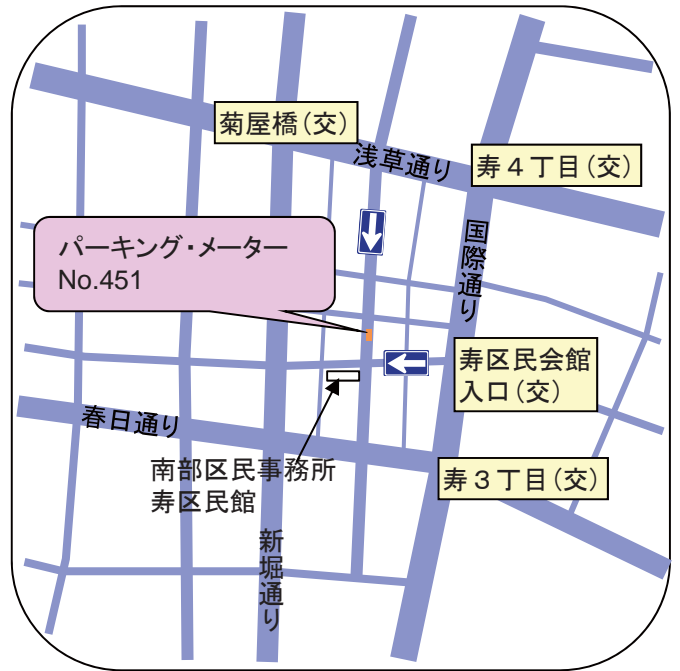 菊屋橋（交）
浅草通り
寿４丁目（交）
国際通り
パーキング・メーター
No.451
寿区民会館
入口（交）
春日通り
南部区民事務所
寿区民館
寿３丁目（交）
新堀通り